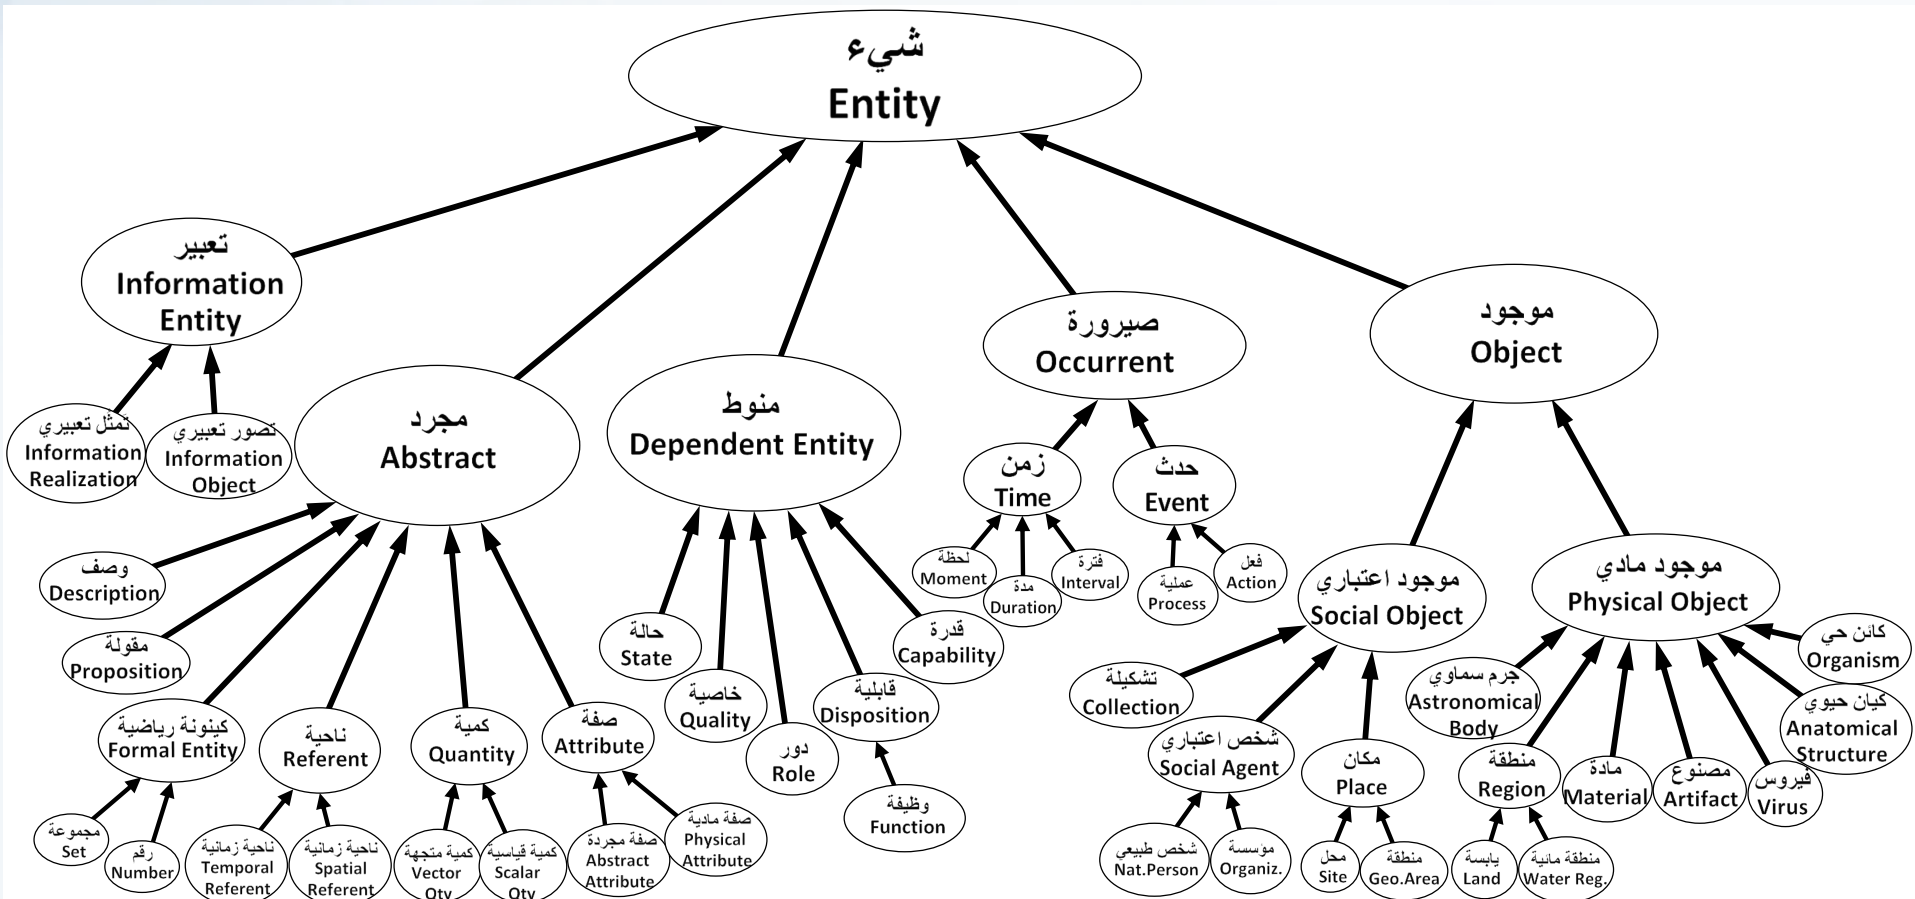 شيء
Entity
تعبير
Information
Entity
صيرورة
Occurrent
موجود
Object
مجرد
Abstract
منوط
Dependent Entity
تمثل تعبيري
Information
Realization
تصور تعبيري
Information
Object
زمن
Time
حدث
Event
لحظة
Moment
مدة
Duration
فترة
Interval
عملية
Process
فعل
Action
موجود اعتباري
Social Object
موجود مادي
Physical Object
وصف
Description
مقولة
Proposition
كينونة رياضية
Formal Entity
ناحية
Referent
كمية
Quantity
صفة
Attribute
حالة
State
خاصية
Quality
دور
Role
قابلية
Disposition
قدرة
Capability
وظيفة
Function
تشكيلة
Collection
شخص اعتباري
Social Agent
مكان
Place
جرم سماوي
Astronomical
Body
منطقة
Region
مادة
Material
مصنوع
Artifact
فيروس
Virus
كيان حيوي
Anatomical
Structure
كائن حي
Organism
مجموعة
Set
رقم
Number
ناحية زمانية
Temporal
Referent
ناحية زمانية
Spatial
Referent
كمية متجهة
Vector
Qty
كمية قياسية
Scalar
Qty
صفة مجردة
Abstract
Attribute
صفة مادية
Physical
Attribute
شخص طبيعي
Nat.Person
مؤسسة
Organiz.
محل
Site
منطقة
Geo.Area
يابسة
Land
منطقة مائية
Water Reg.